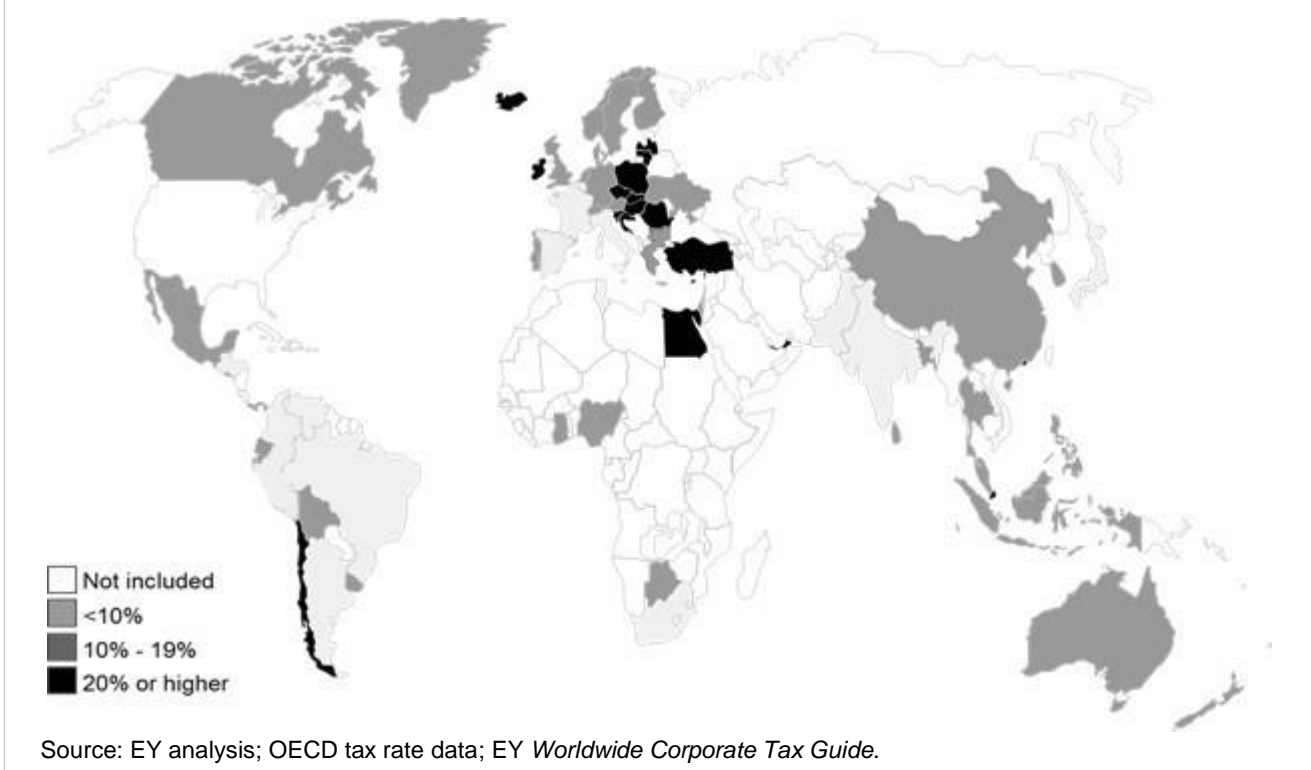 Not included
<10%
10% - 19%
20% or higher
Source: EY analysis; OECD tax rate data; EY Worldwide Corporate Tax Guide.